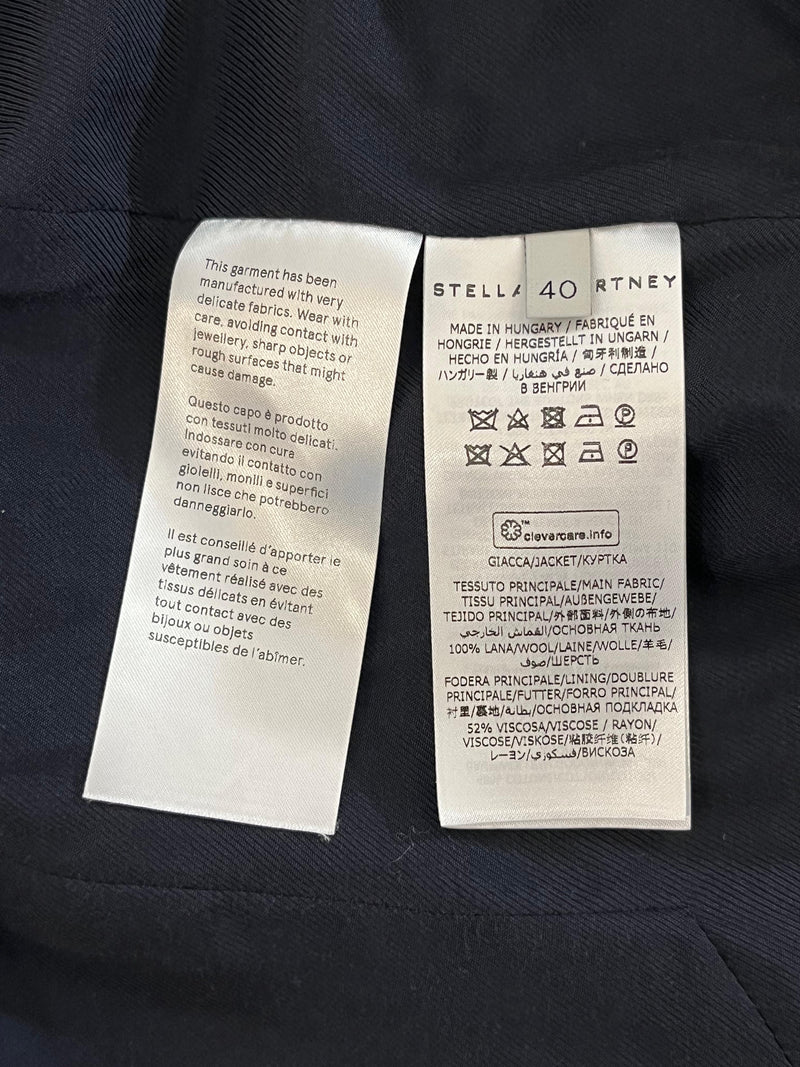 This garment has been
manufactured with very
delicate fabrics. Wear with
care, avoiding contact with
jewellery, sharp objects or
rough surfaces that might
cause damage.
Questo capo è prodotto
con tessuti molto delicati.
Indossare con cura
evitando il contatto con
gioielli, monili e superfici
non lisce che potrebbero
danneggiarlo.
Il est conseillé d'apporter le
plus grand soin à ce
vêtement réalisé avec des
tissus délicats en évitant
tout contact avec des
bijoux ou objets
susceptibles de l'abîmer.
STELLA RTNEY
40
MADE IN HUNGARY / FABRIQUÉ EN
HONGRIE / HERGESTELLT IN UNGARN /
HECHO EN HUNGRÍA / 匈牙利制造 /
ハンガリー製 / صنع في هنغاريا / СДЕЛАНО
В ВЕНГРИИ
P
P
™
clevercare.info
GIACCA/JACKET/КУРТКА
TESSUTO PRINCIPALE/MAIN FABRIC/
TISSU PRINCIPAL/AUßENGEWEBE/
TEJIDO PRINCIPAL/外部面料/外側の布地/
القماش الخارجي/ОСНОВНАЯ ТКАНЬ
100% LANA/WOOL/LAINE/WOLLE/羊毛/
صوف/ШЕРСТЬ
FODERA PRINCIPALE/LINING/DOUBLURE
PRINCIPALE/FUTTER/FORRO PRINCIPAL/
衬里/裏地/بطانة/ОСНОВНАЯ ПОДКЛАДКА
52% VISCOSA/VISCOSE / RAYON/
VISCOSE/VISKOSE/粘胶纤维(粘纤)/
レーヨン/فسكوزي/ВИСКОЗА